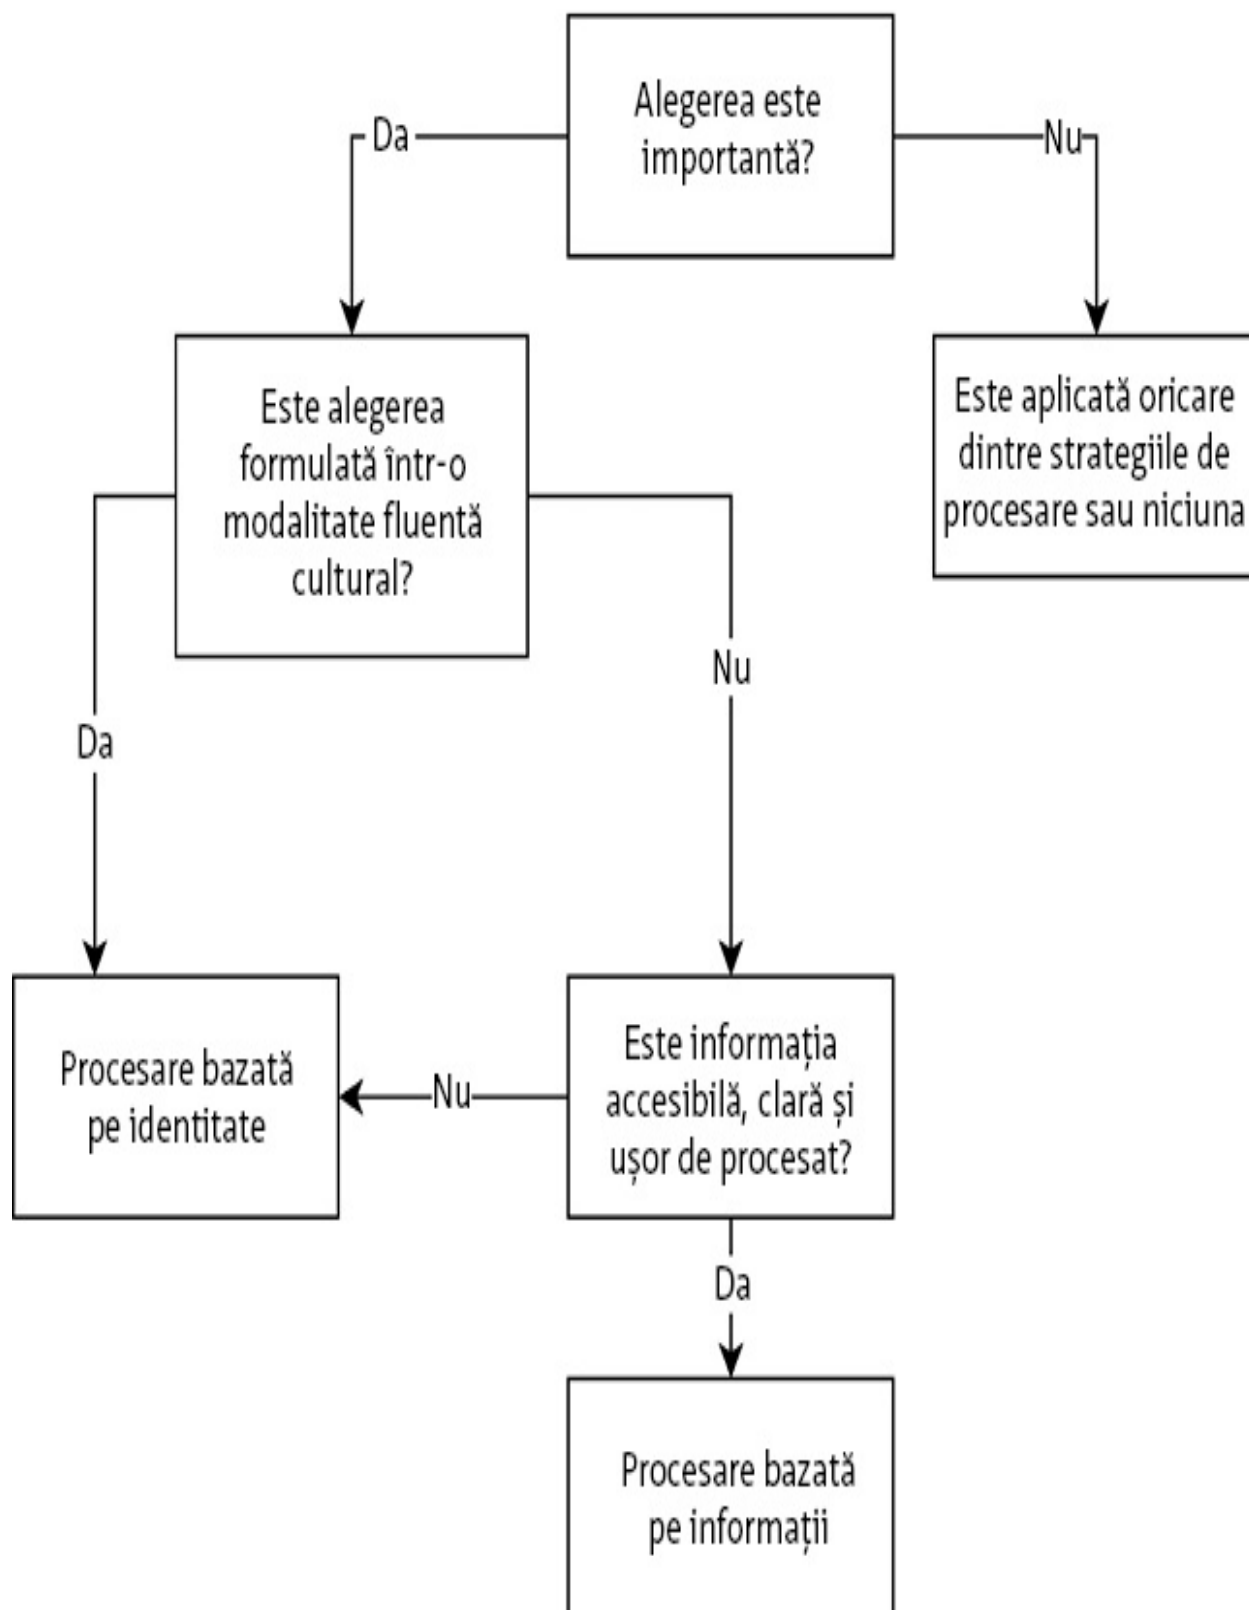 Alegerea este
importantă?
Da
Nu
Este alegerea
formulată într-o
modalitate fluentă
cultural?
Este aplicată oricare
dintre strategiile de
procesare sau niciuna
Da
Nu
Procesare bazată
pe identitate
Nu
Este informația
accesibilă, clară și
ușor de procesat?
Da
Procesare bazată
pe informații